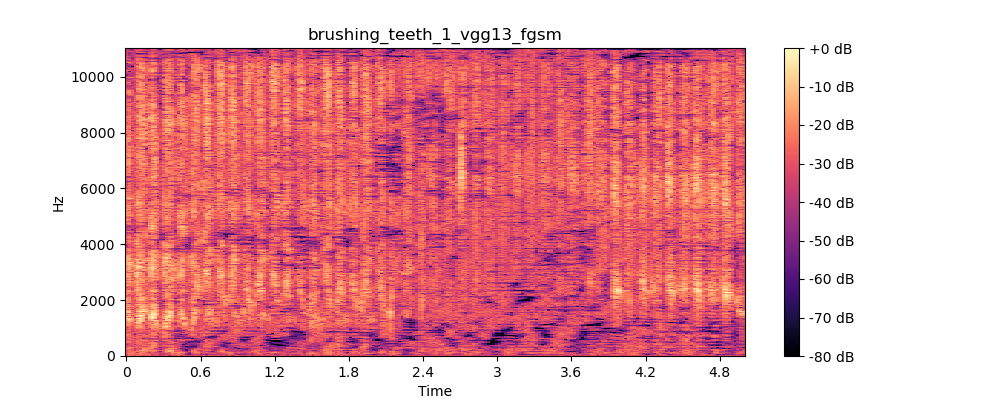 brushing_teeth_1_vgg13_fgsm
10000
8000
6000
4000
2000
0
Hz
0 0.6 1.2 1.8 2.4 3 3.6 4.2 4.8
Time
+0 dB
-10 dB
-20 dB
-30 dB
-40 dB
-50 dB
-60 dB
-70 dB
-80 dB